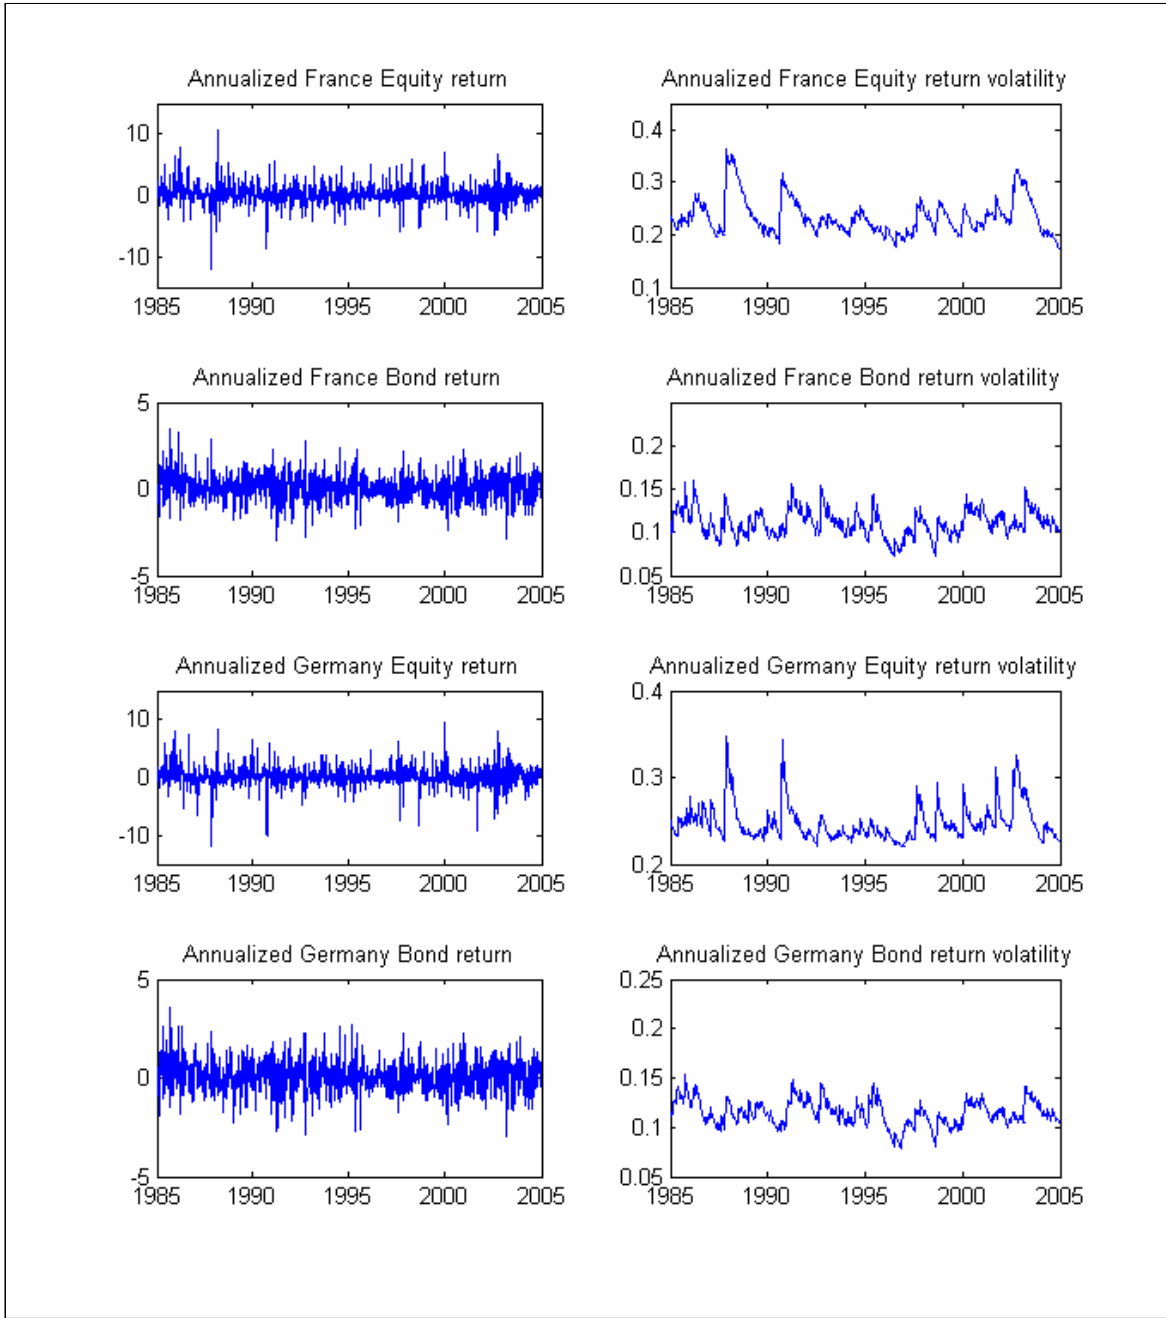 Annualized France Equity return
10
0
-10
1985 1990 1995 2000 2005
Annualized France Equity return volatility
0.4
0.3
0.2
0.1
1985 1990 1995 2000 2005
Annualized France Bond return
5
0
-5
1985 1990 1995 2000 2005
Annualized France Bond return volatility
0.2
0.15
0.1
0.05
1985 1990 1995 2000 2005
Annualized Germany Equity return
10
0
-10
1985 1990 1995 2000 2005
Annualized Germany Equity return volatility
0.4
0.3
0.2
1985 1990 1995 2000 2005
Annualized Germany Bond return
5
0
-5
1985 1990 1995 2000 2005
Annualized Germany Bond return volatility
0.25
0.2
0.15
0.1
0.05
1985 1990 1995 2000 2005